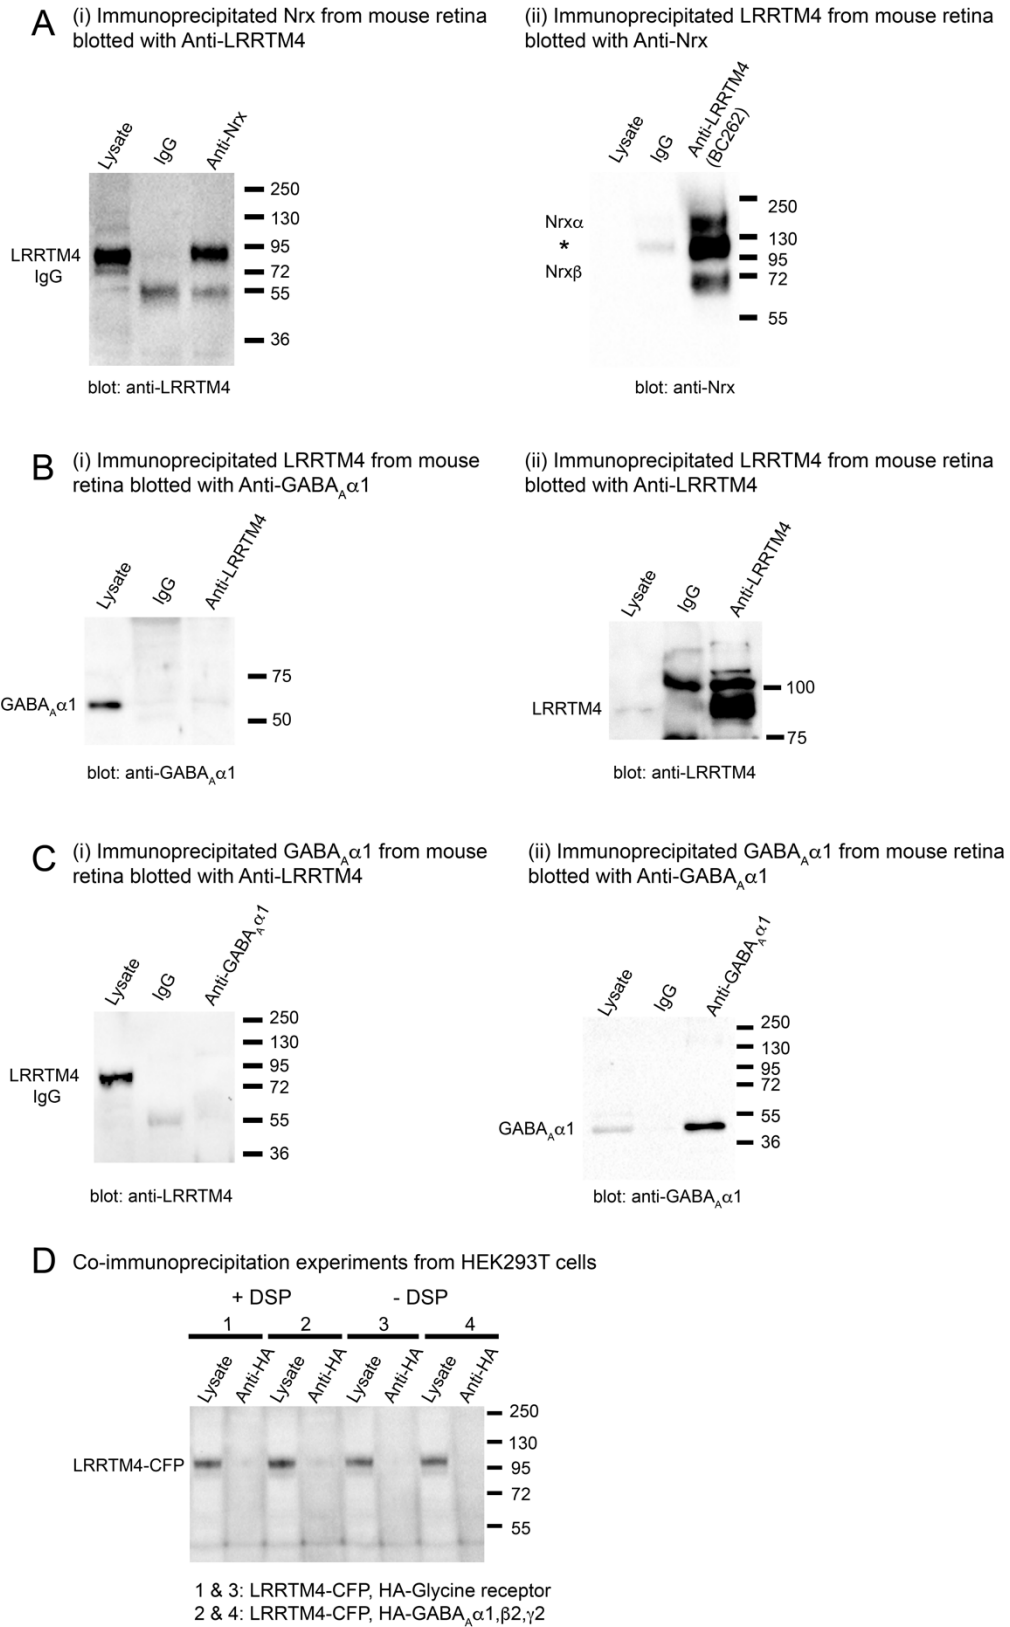 A
(i) Immunoprecipitated Nrx from mouse retina
blotted with Anti-LRRTM4
Lysate
IgG
Anti-Nrx
LRRTM4
IgG
250
130
95
72
55
36
blot: anti-LRRTM4
(ii) Immunoprecipitated LRRTM4 from mouse retina
blotted with Anti-Nrx
Lysate
IgG
Anti-LRRTM4
(BC262)
Nrxα
*
Nrxβ
250
130
95
72
55
blot: anti-Nrx
B
(i) Immunoprecipitated LRRTM4 from mouse
retina blotted with Anti-GABAAα1
Lysate
IgG
Anti-LRRTM4
GABAAα1
75
50
blot: anti-GABAAα1
(ii) Immunoprecipitated LRRTM4 from mouse retina
blotted with Anti-LRRTM4
Lysate
IgG
Anti-LRRTM4
LRRTM4
100
75
blot: anti-LRRTM4
C
(i) Immunoprecipitated GABAAα1 from mouse
retina blotted with Anti-LRRTM4
Lysate
IgG
Anti-GABAAα1
LRRTM4
IgG
250
130
95
72
55
36
blot: anti-LRRTM4
(ii) Immunoprecipitated GABAAα1 from mouse retina
blotted with Anti-GABAAα1
Lysate
IgG
Anti-GABAAα1
GABAAα1
250
130
95
72
55
36
blot: anti-GABAAα1
D
Co-immunoprecipitation experiments from HEK293T cells
+ DSP - DSP
1 2 3 4
Lysate
Anti-HA
Lysate
Anti-HA
Lysate
Anti-HA
Lysate
Anti-HA
LRRTM4-CFP
250
130
95
72
55
1 & 3: LRRTM4-CFP, HA-Glycine receptor
2 & 4: LRRTM4-CFP, HA-GABAAα1,β2,γ2